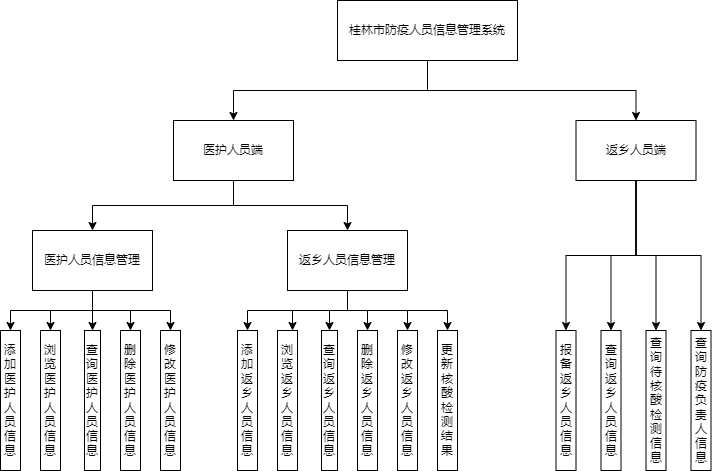 桂林市防疫人员信息管理系统
医护人员端
返乡人员端
医护人员信息管理
返乡人员信息管理
添加医护人员信息
浏览医护人员信息
查询医护人员信息
删除医护人员信息
修改医护人员信息
添加返乡人员信息
浏览返乡人员信息
查询返乡人员信息
删除返乡人员信息
修改返乡人员信息
更新核酸检测结果
报备返乡人员信息
查询返乡人员信息
查询待核酸检测信息
查询防疫负责人信息